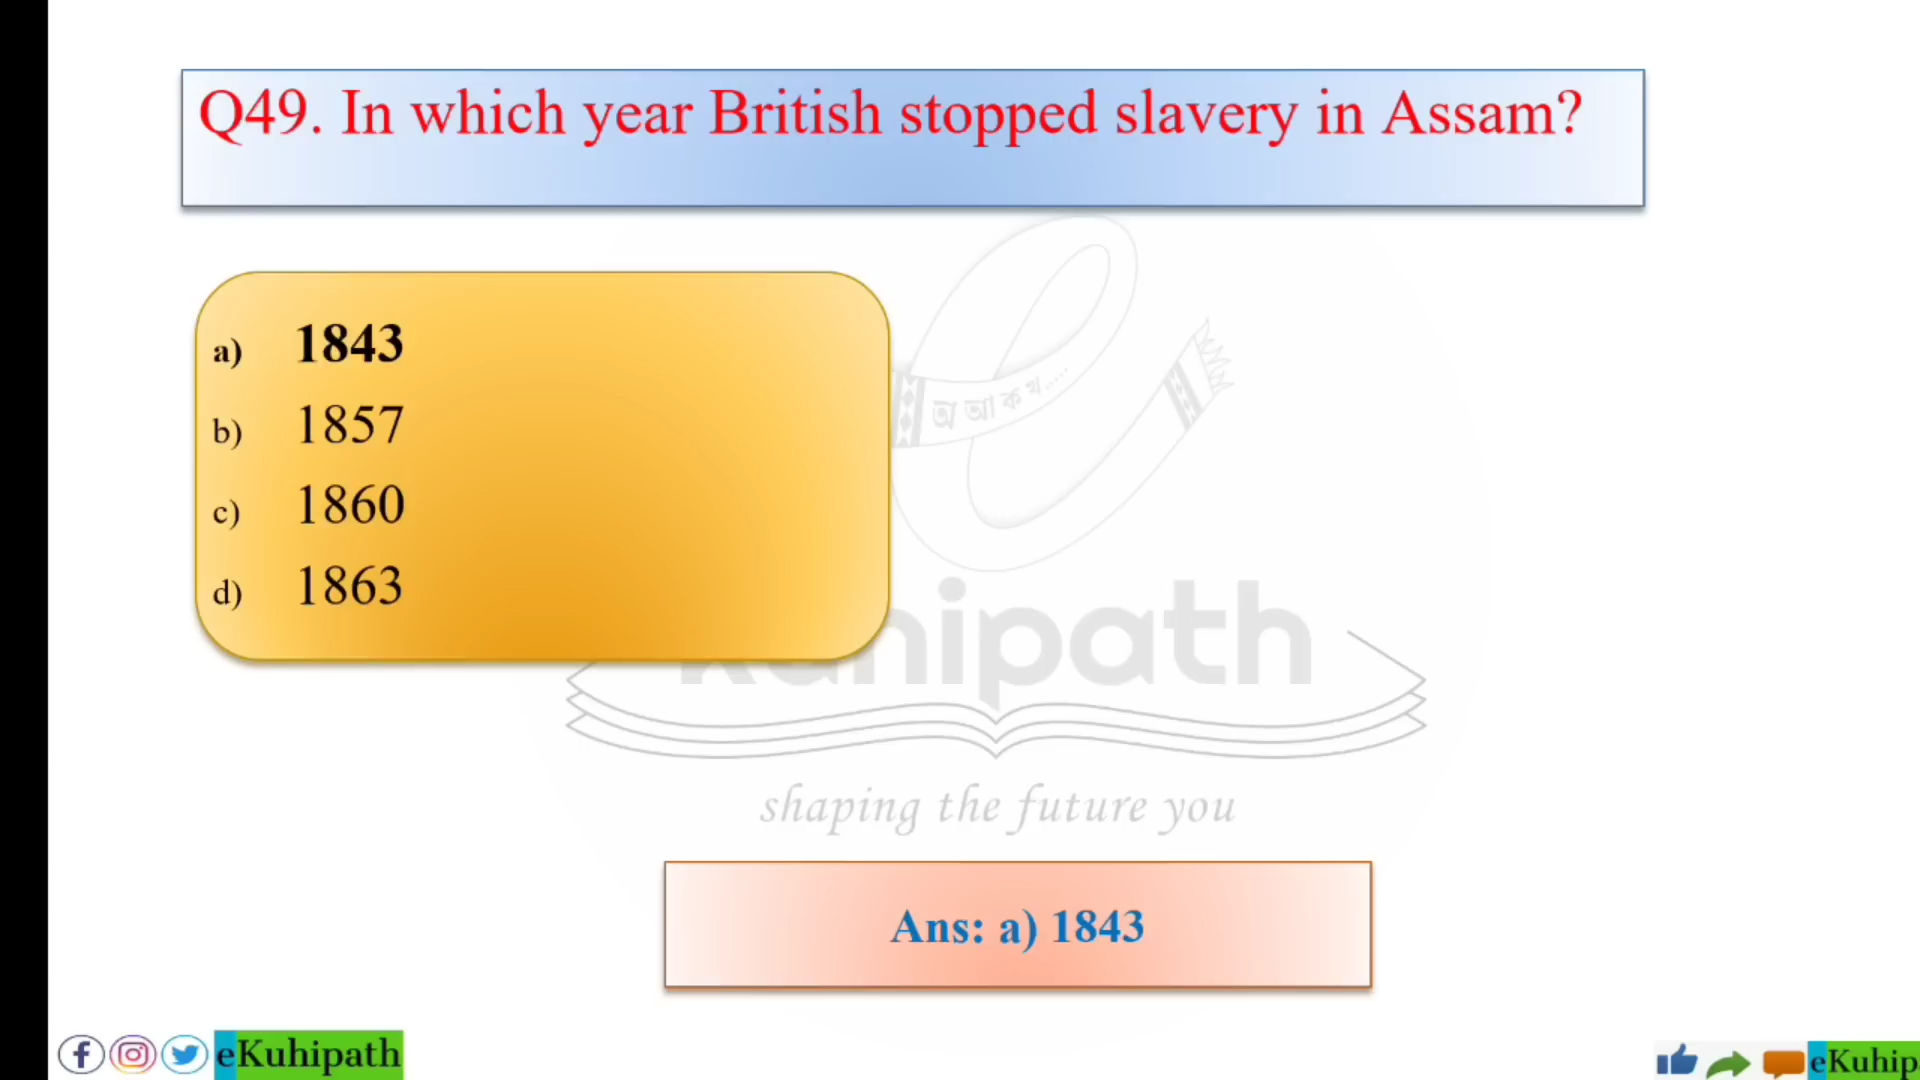 Q49. In which year British stopped slavery in Assam?
a) 1843
b) 1857
c) 1860
d) 1863
অ আ ক খ....
kuhipath
shaping the future you
Ans: a) 1843
eKuhipath
eKuhip